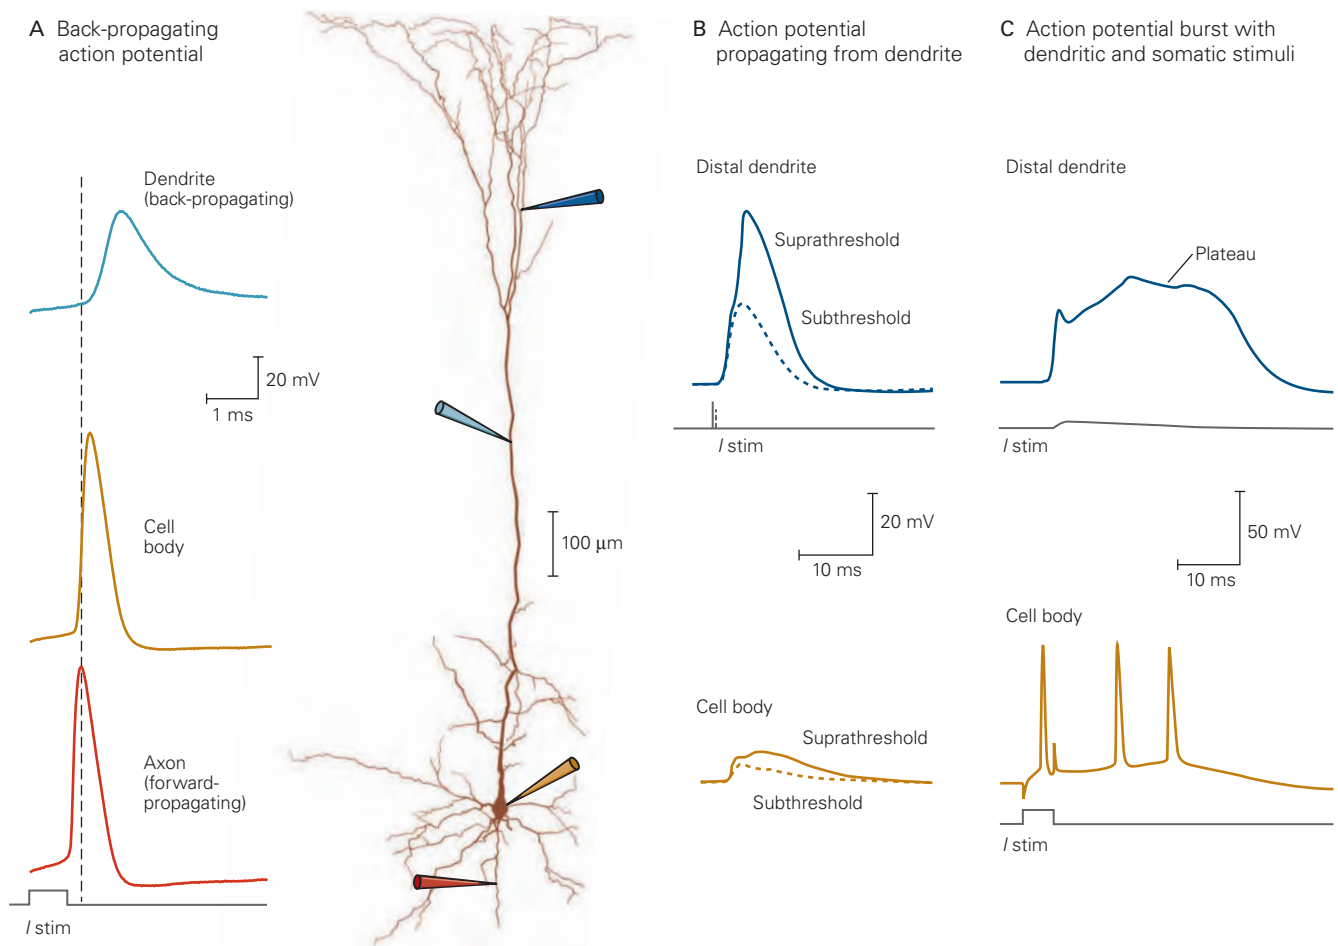 A Back-propagating
action potential
Dendrite
(back-propagating)
20 mV
1 ms
Cell
body
Axon
(forward-
propagating)
I stim
100 μm
B Action potential
propagating from dendrite
Distal dendrite
Suprathreshold
Subthreshold
I stim
20 mV
10 ms
Cell body
Suprathreshold
Subthreshold
C Action potential burst with
dendritic and somatic stimuli
Distal dendrite
Plateau
I stim
50 mV
10 ms
Cell body
I stim